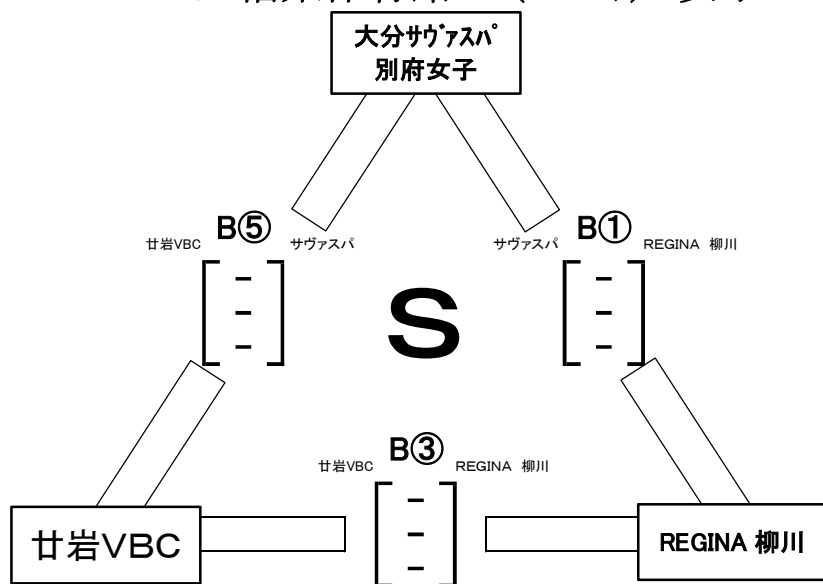 大分サヴァスパ
別府女子
B⑤
廿岩VBC
サヴァスパ
B①
サヴァスパ
REGINA 柳川
[ - - - ]
[ - - - ]
S
B③
廿岩VBC
REGINA 柳川
[ - - - ]
廿岩VBC
REGINA 柳川